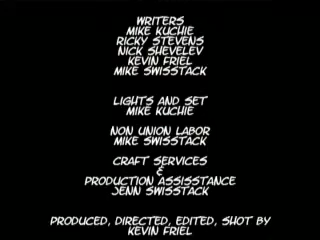 WRITERS
MIKE KUCHIE
RICKY STEVENS
NICK SHEVELEV
KEVIN FRIEL
MIKE SWISSTACK
LIGHTS AND SET
MIKE KUCHIE
NON UNION LABOR
MIKE SWISSTACK
CRAFT SERVICES
&
PRODUCTION ASSISSTANCE
JENN SWISSTACK
PRODUCED, DIRECTED, EDITED, SHOT BY
KEVIN FRIEL